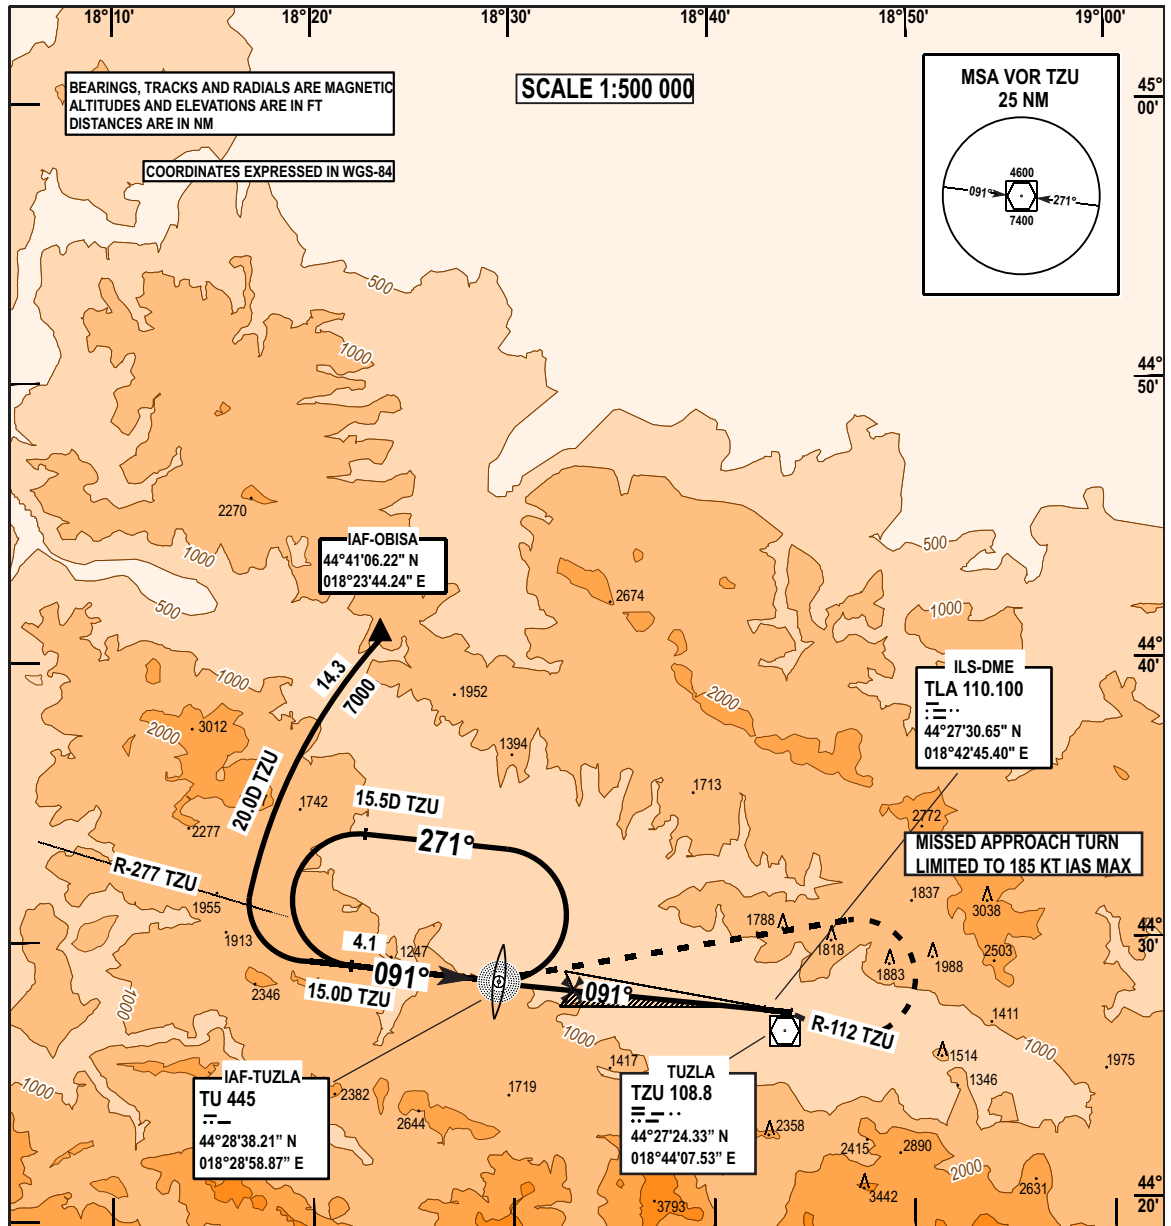 18°10'
18°20'
18°30'
18°40'
18°50'
19°00'
BEARINGS, TRACKS AND RADIALS ARE MAGNETIC
ALTITUDES AND ELEVATIONS ARE IN FT
DISTANCES ARE IN NM
SCALE 1:500 000
MSA VOR TZU
25 NM
4600
091°
271°
7400
45°
00'
COORDINATES EXPRESSED IN WGS-84
500
1000
44°
50'
2270
1000
500
IAF-OBISA
44°41'06.22" N
018°23'44.24" E
2674
500
1000
44°
40'
14.3
7000
1000
1952
2000
ILS-DME
TLA 110.100
44°27'30.65" N
018°42'45.40" E
3012
2000
1394
1713
20.0D TZU
1742
15.5D TZU
2277
271°
2772
MISSED APPROACH TURN
LIMITED TO 185 KT IAS MAX
R-277 TZU
1955
1913
1837
3038
1788
1818
44°
30'
4.1
1247
091°
2346
15.0D TZU
1883
1988
2503
091°
R-112 TZU
1411
1000
1000
1000
1417
1514
1346
1975
1000
IAF-TUZLA
TU 445
44°28'38.21” N
018°28'58.87” E
2382
2644
1719
TUZLA
TZU 108.8
44°27'24.33” N
018°44'07.53” E
2358
2415
2890
2000
3442
2631
3793
44°
20'